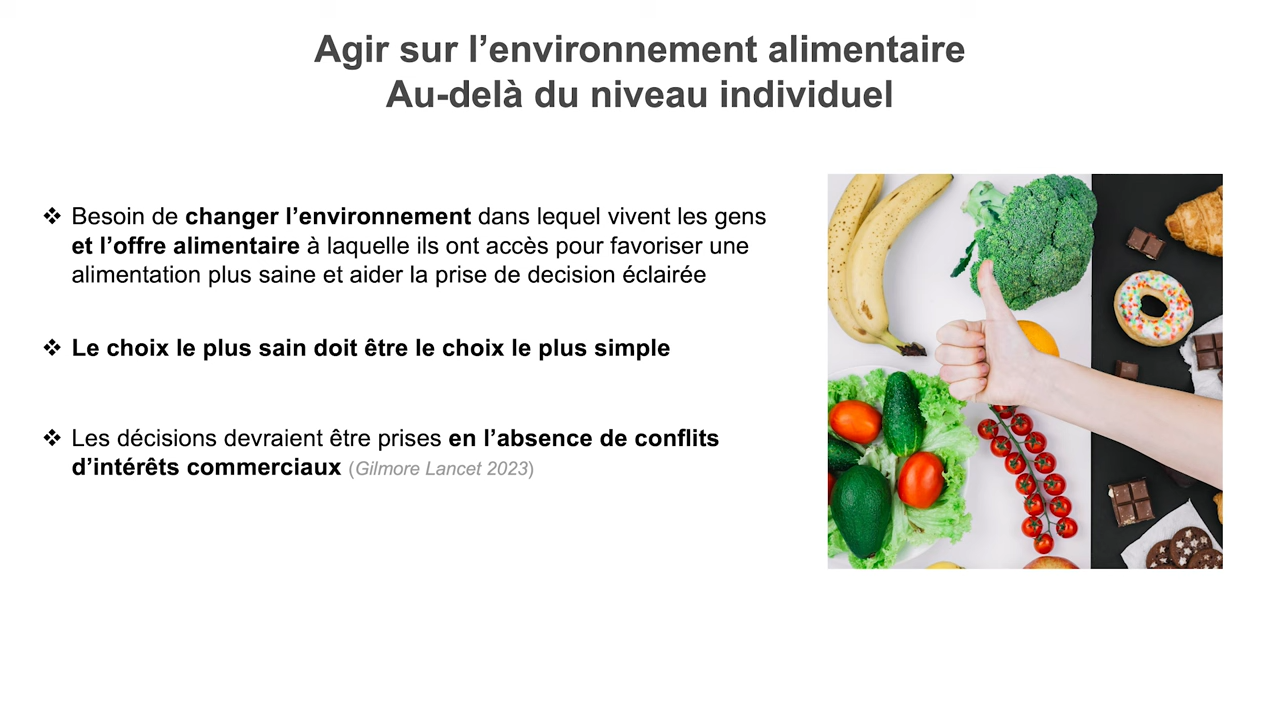 Agir sur l’environnement alimentaire
Au-delà du niveau individuel
❖ Besoin de changer l’environnement dans lequel vivent les gens
et l’offre alimentaire à laquelle ils ont accès pour favoriser une
alimentation plus saine et aider la prise de decision éclairée
❖ Le choix le plus sain doit être le choix le plus simple
❖ Les décisions devraient être prises en l’absence de conflits
d’intérêts commerciaux (Gilmore Lancet 2023)